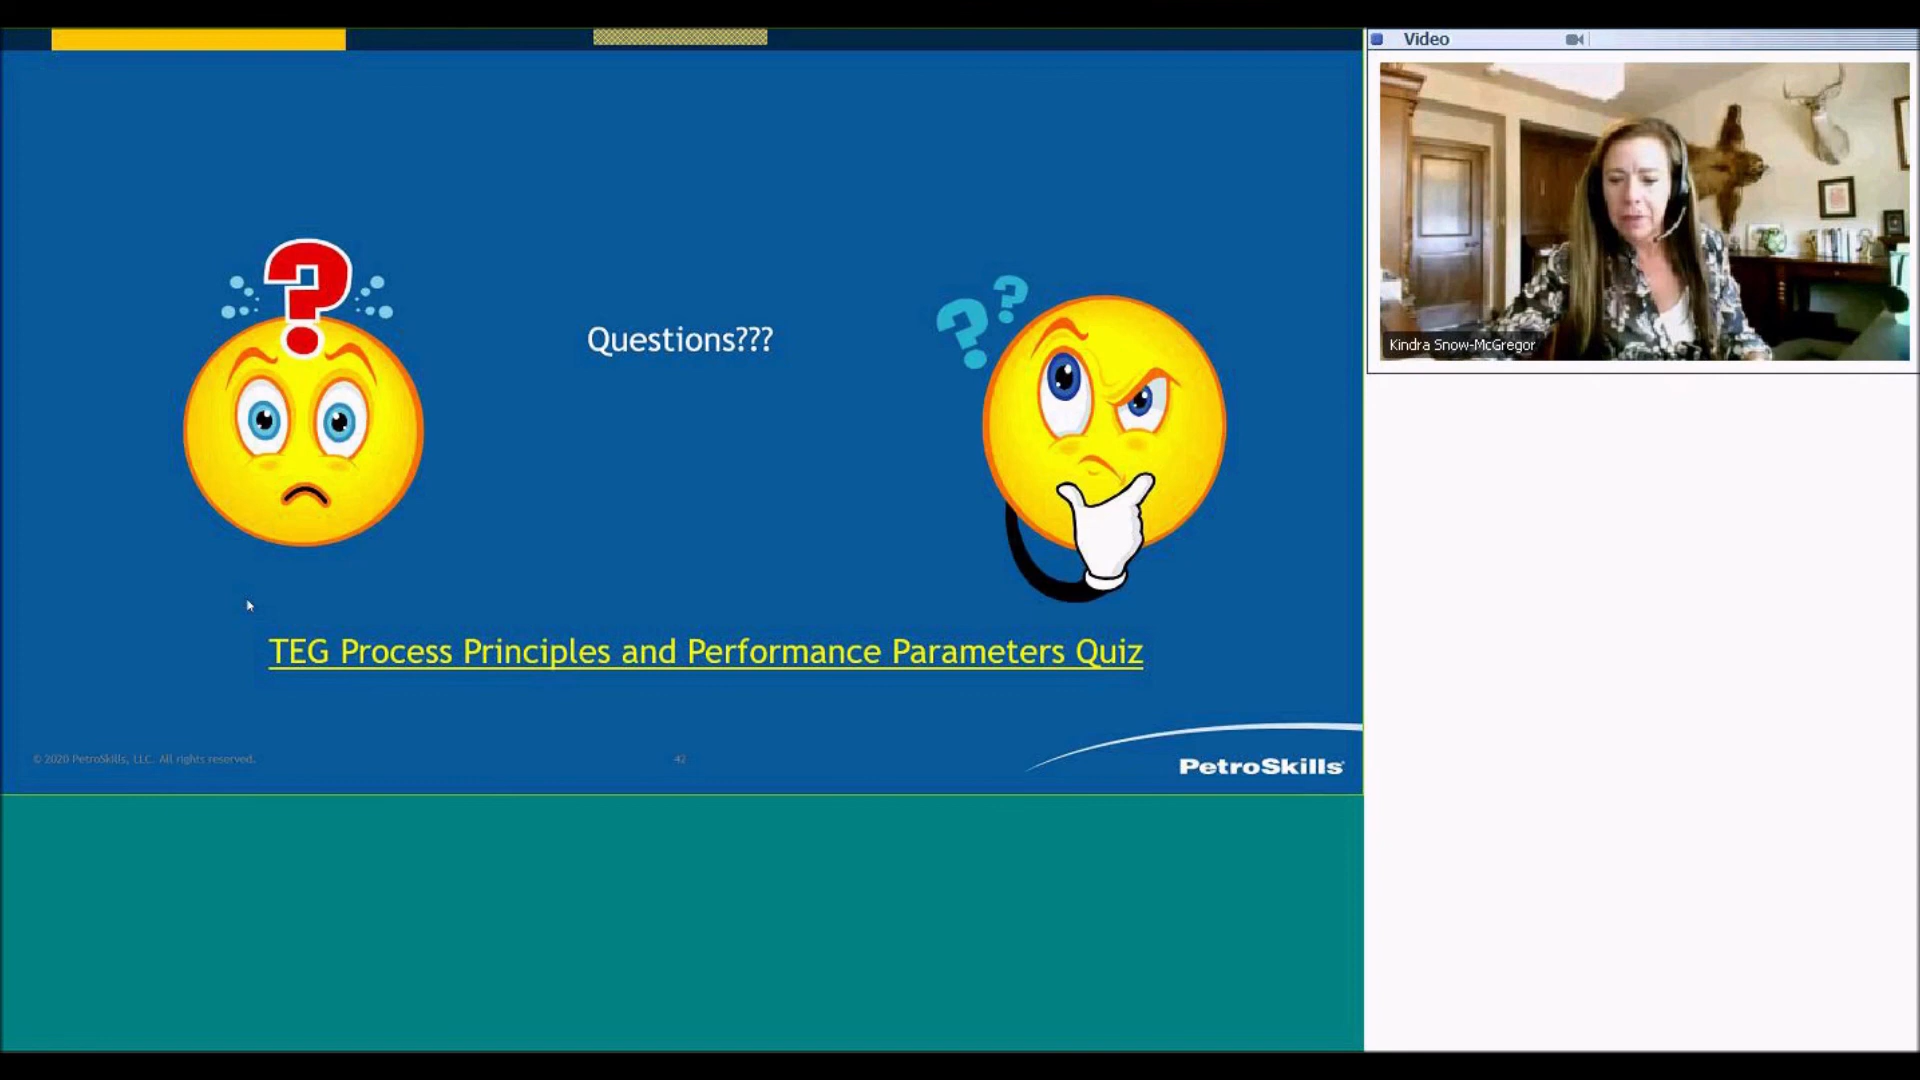 Video
Kindra Snow-McGregor
?
? ?
Questions???
TEG Process Principles and Performance Parameters Quiz
© 2020 PetroSkills, LLC. All rights reserved.
42
PetroSkills